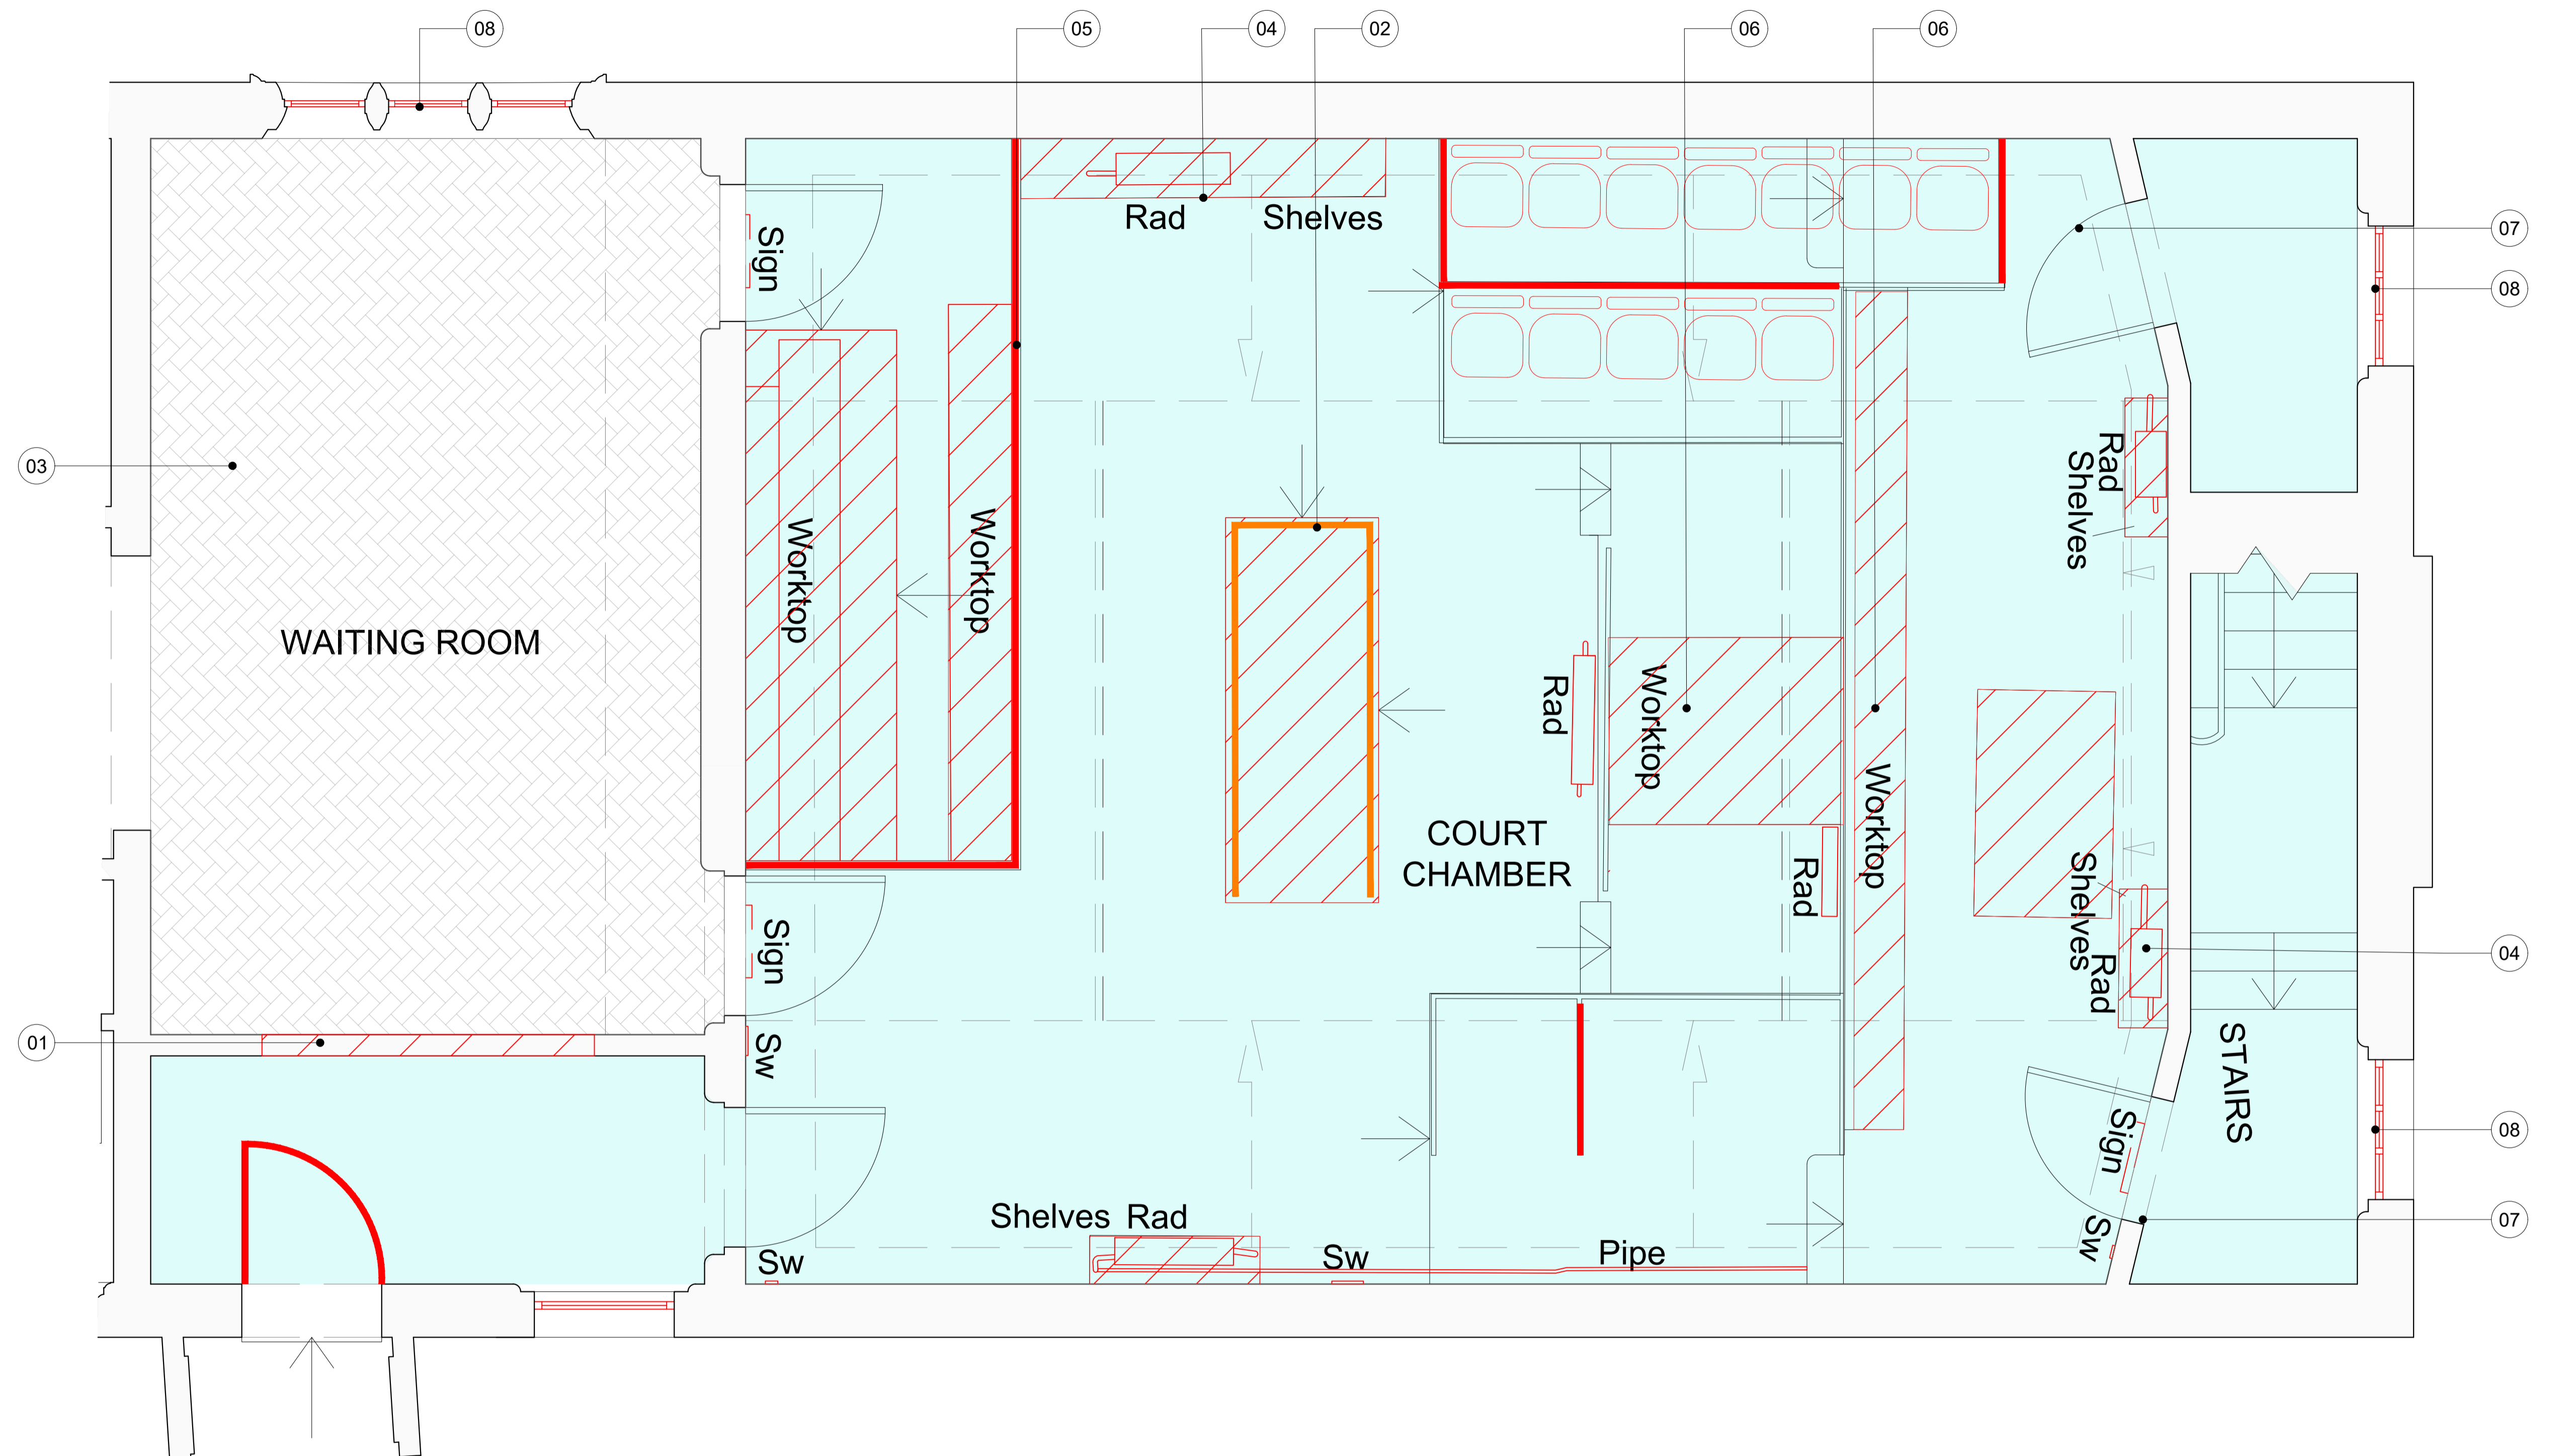 08
05
04
02
06
06
Rad
Shelves
Sign
07
08
03
Rad
Shelves
Worktop
Worktop
WAITING ROOM
Rad
Worktop
COURT
CHAMBER
Worktop
Rad
Shelves
Rad
Sign
04
01
Sw
STAIRS
Sign
08
Shelves
Rad
Sw
Sw
Pipe
Sw
07